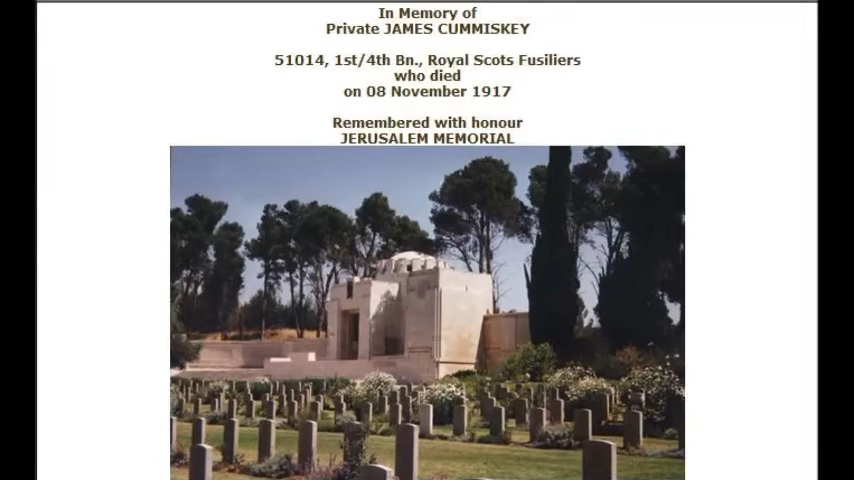 In Memory of
Private JAMES CUMMISKEY
51014, 1st/4th Bn., Royal Scots Fusiliers
who died
on 08 November 1917
Remembered with honour
JERUSALEM MEMORIAL